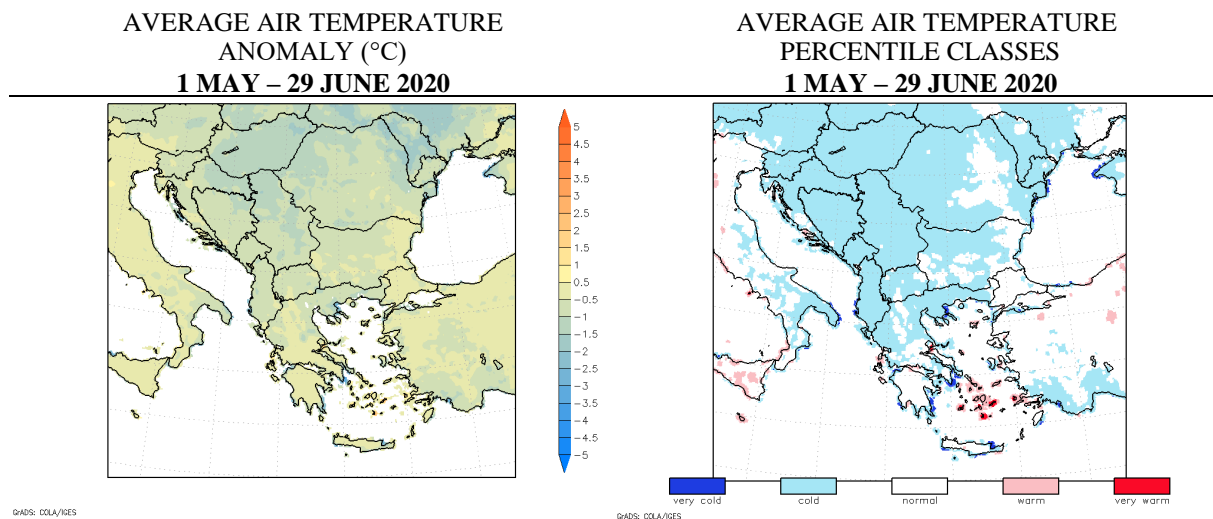 AVERAGE AIR TEMPERATURE
ANOMALY (°C)
1 MAY – 29 JUNE 2020
AVERAGE AIR TEMPERATURE
PERCENTILE CLASSES
1 MAY – 29 JUNE 2020
5
4.5
4
3.5
3
2.5
2
1.5
1
0.5
−0.5
−1
−1.5
−2
−2.5
−3
−3.5
−4
−4.5
−5
very cold
cold
normal
warm
very warm
GrADS: COLA/IGES
GrADS: COLA/IGES